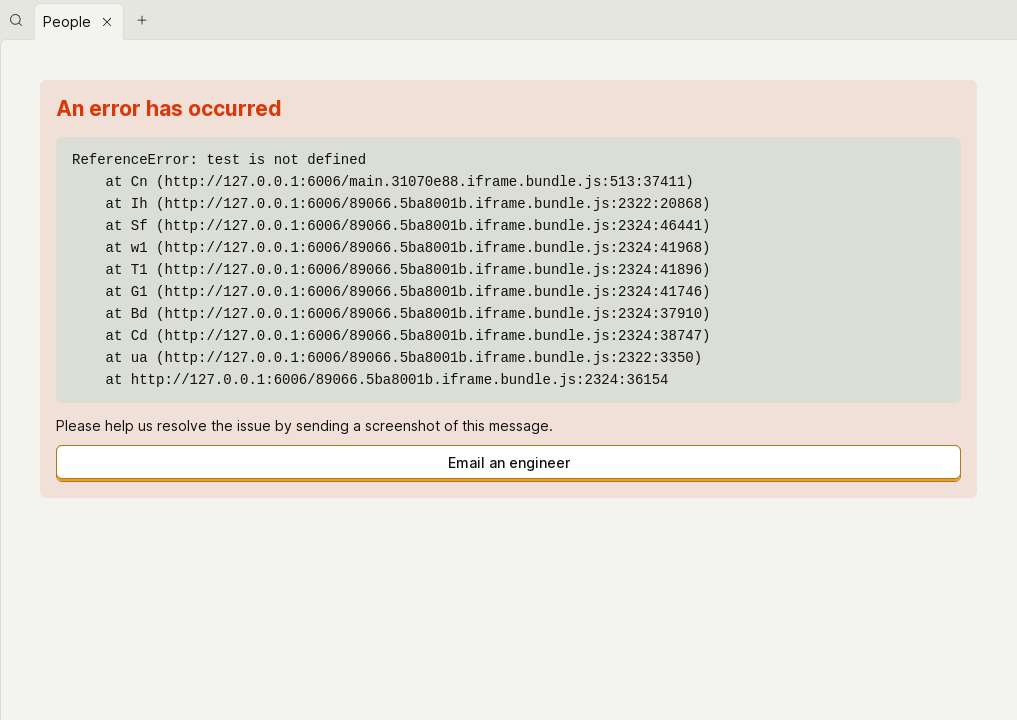 People
An error has occurred
ReferenceError: test is not defined
    at Cn (http://127.0.0.1:6006/main.31070e88.iframe.bundle.js:513:37411)
    at Ih (http://127.0.0.1:6006/89066.5ba8001b.iframe.bundle.js:2322:20868)
    at Sf (http://127.0.0.1:6006/89066.5ba8001b.iframe.bundle.js:2324:46441)
    at w1 (http://127.0.0.1:6006/89066.5ba8001b.iframe.bundle.js:2324:41968)
    at T1 (http://127.0.0.1:6006/89066.5ba8001b.iframe.bundle.js:2324:41896)
    at G1 (http://127.0.0.1:6006/89066.5ba8001b.iframe.bundle.js:2324:41746)
    at Bd (http://127.0.0.1:6006/89066.5ba8001b.iframe.bundle.js:2324:37910)
    at Cd (http://127.0.0.1:6006/89066.5ba8001b.iframe.bundle.js:2324:38747)
    at ua (http://127.0.0.1:6006/89066.5ba8001b.iframe.bundle.js:2322:3350)
    at http://127.0.0.1:6006/89066.5ba8001b.iframe.bundle.js:2324:36154
Please help us resolve the issue by sending a screenshot of this message.
Email an engineer